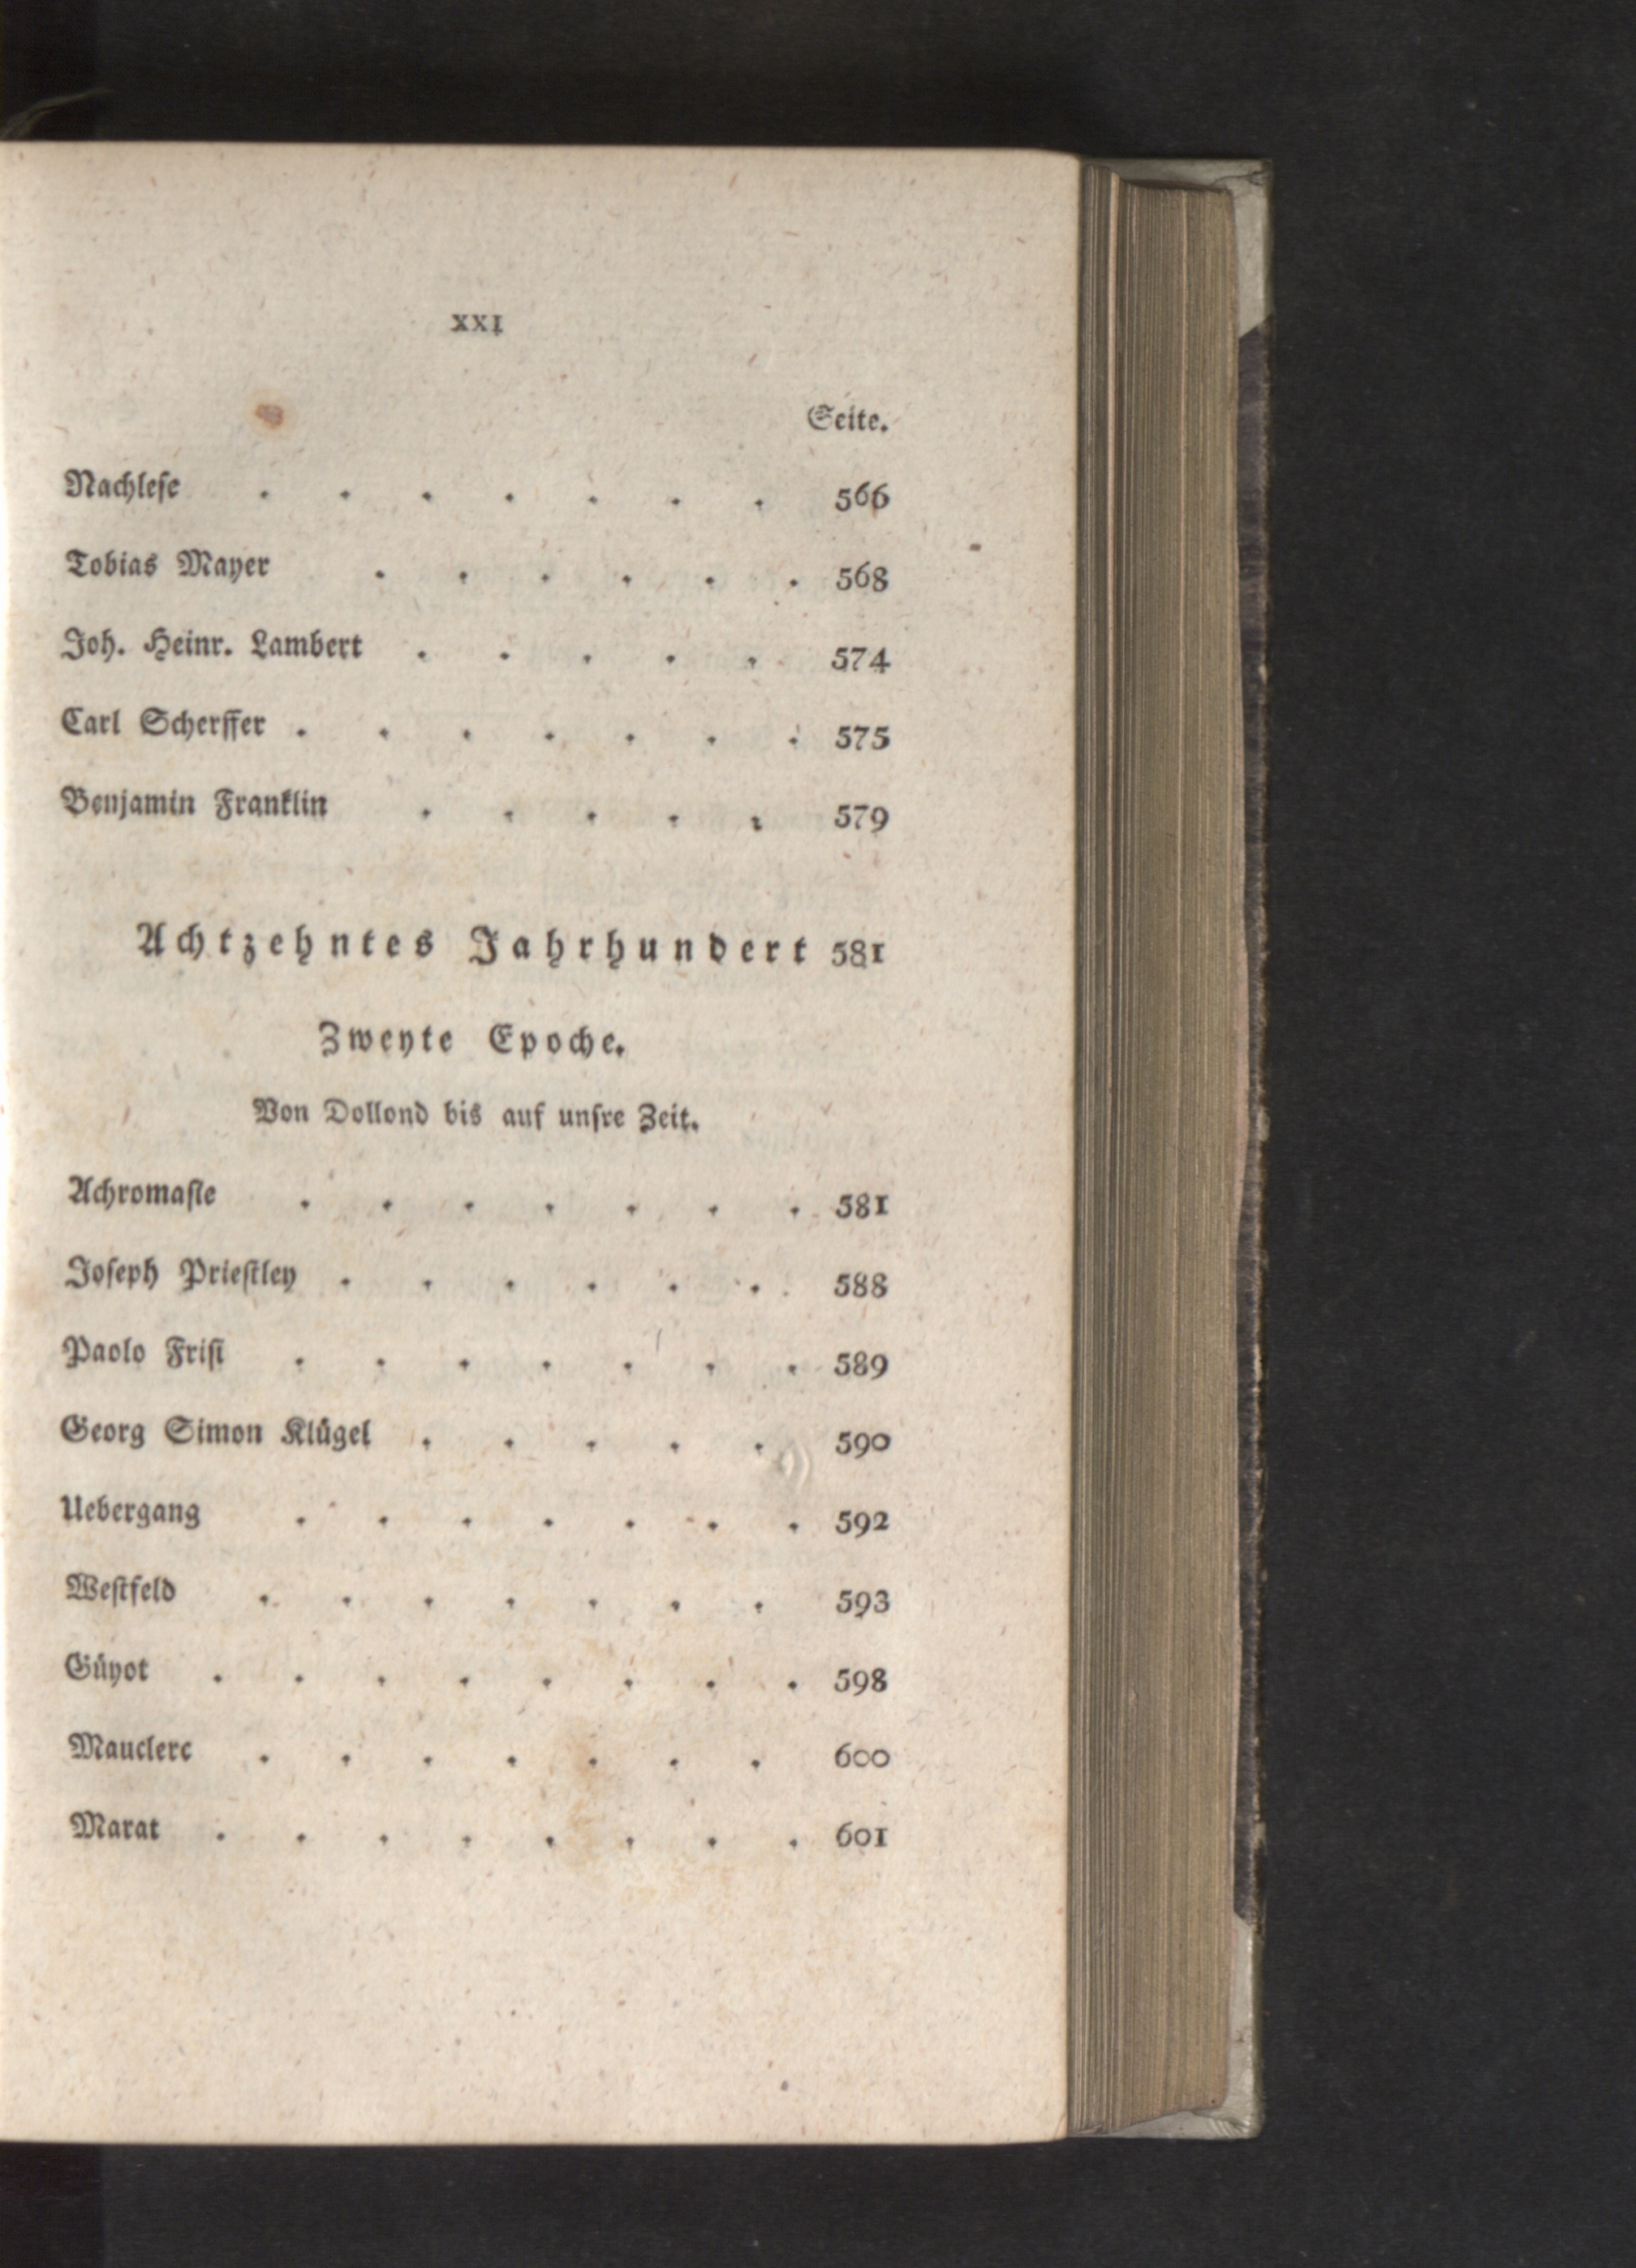 XXI
Seite.
Nachleſe . . . . . . . 566
Tobias Mayer . . . . . . 568
Joh. Heinr. Lambert . . . . . 574
Carl Scherffer . . . . . . . 575
Benjamin Franklin . . . . . 579
Achtzehntes Jahrhundert 581
Zweyte Epoche.
Von Dollond bis auf unſre Zeit.
Achromaſie . . . . . . . 581
Joſeph Prieſtley . . . . . . 588
Paolo Friſi . . . . . . . 589
Georg Simon Klügel . . . . . 590
Uebergang . . . . . . . 592
Weſtfeld . . . . . . . 593
Güyot . . . . . . . . 598
Mauclerc . . . . . . . 600
Marat . . . . . . . . 601